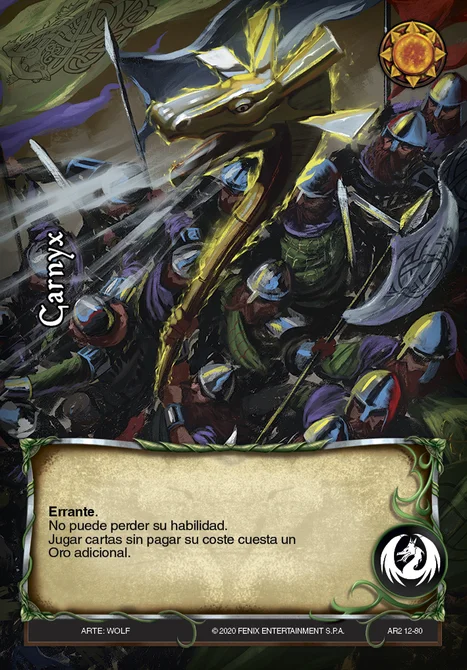 Carnyx
Errante.
No puede perder su habilidad.
Jugar cartas sin pagar su coste cuesta un
Oro adicional.
ARTE: WOLF
© 2020 FENIX ENTERTAINMENT S.P.A.
AR2 12-80